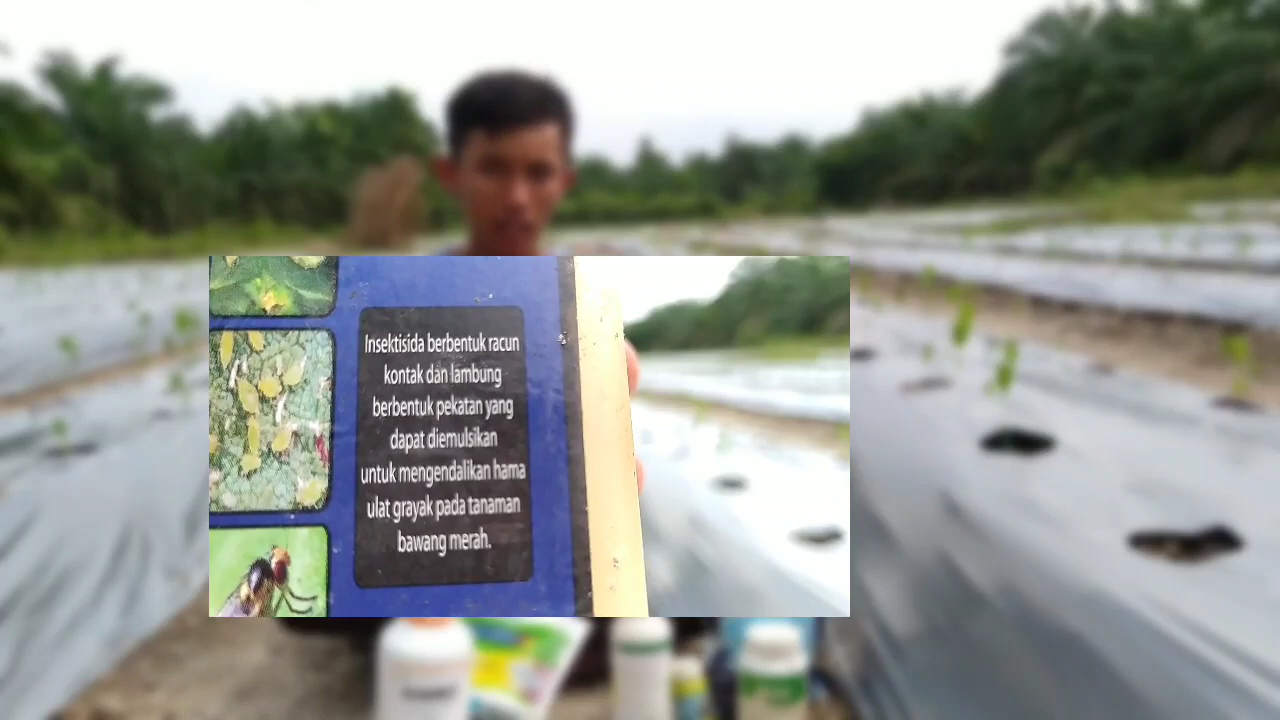 Insektisida berbentuk racun
kontak dan lambung
berbentuk pekatan yang
dapat diemulsikan
untuk mengendalikan hama
ulat grayak pada tanaman
bawang merah.